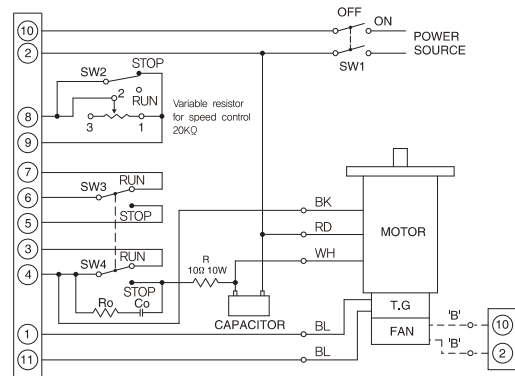 OFF
ON
10
POWER
SOURCE
2
SW1
STOP
SW2
RUN
2
8
3
1
Variable resistor
for speed control
20KΩ
9
7
RUN
6
SW3
STOP
5
3
RUN
4
SW4
STOP
Ro
Co
R
10Ω 10W
CAPACITOR
BK
RD
WH
MOTOR
T.G
FAN
1
BL
11
BL
'B'
10
'B'
2